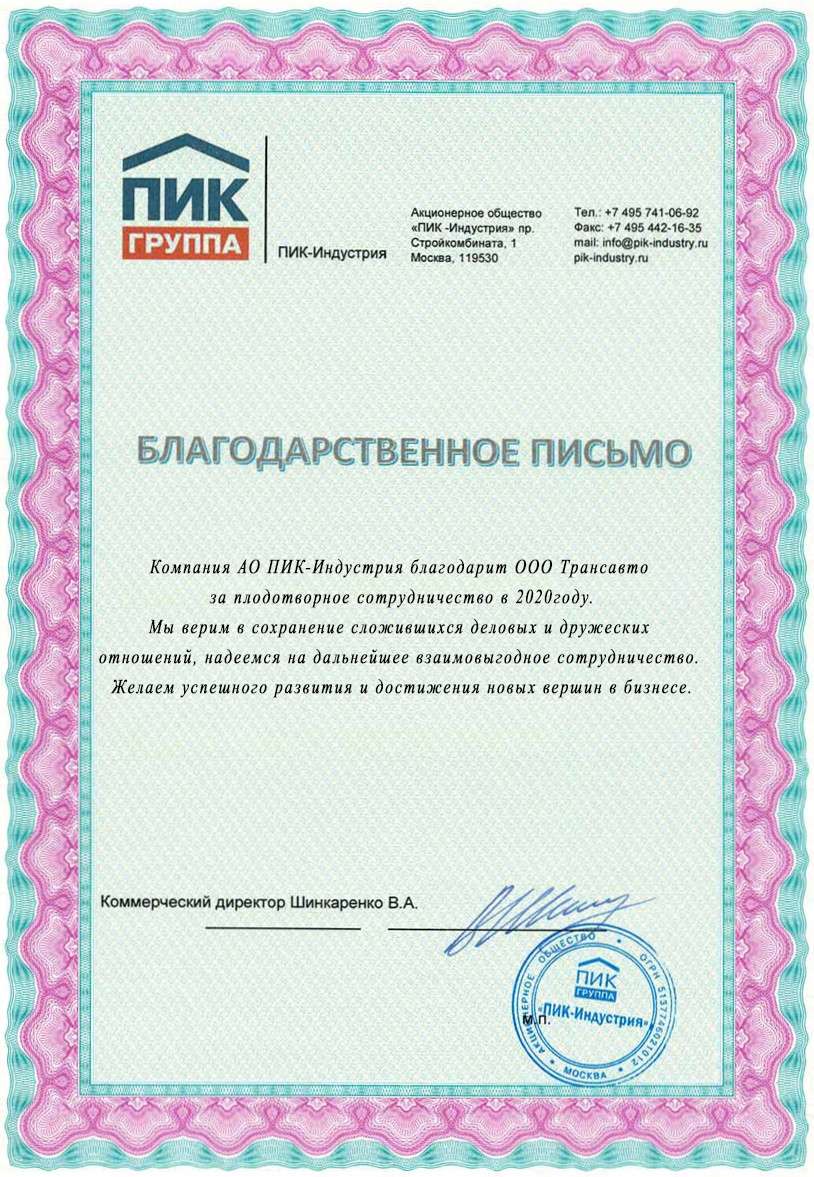 ПИК
ГРУППА
ПИК-Индустрия
Акционерное общество
«ПИК -Индустрия» пр.
Стройкомбината, 1
Москва, 119530
Тел.: +7 495 741-06-92
Факс: +7 495 442-16-35
mail: info@pik-industry.ru
pik-industry.ru
БЛАГОДАРСТВЕННОЕ ПИСЬМО
Компания АО ПИК-Индустрия благодарит ООО Трансавто
за плодотворное сотрудничество в 2020году.
Мы верим в сохранение сложившихся деловых и дружеских
отношений, надеемся на дальнейшее взаимовыгодное сотрудничество.
Желаем успешного развития и достижения новых вершин в бизнесе.
Коммерческий директор Шинкаренко В.А.
АКЦИОНЕРНОЕ ОБЩЕСТВО * ОГРН 5137746021012 * МОСКВА *
ПИК
ГРУППА
«ПИК-Индустрия»
М.П.